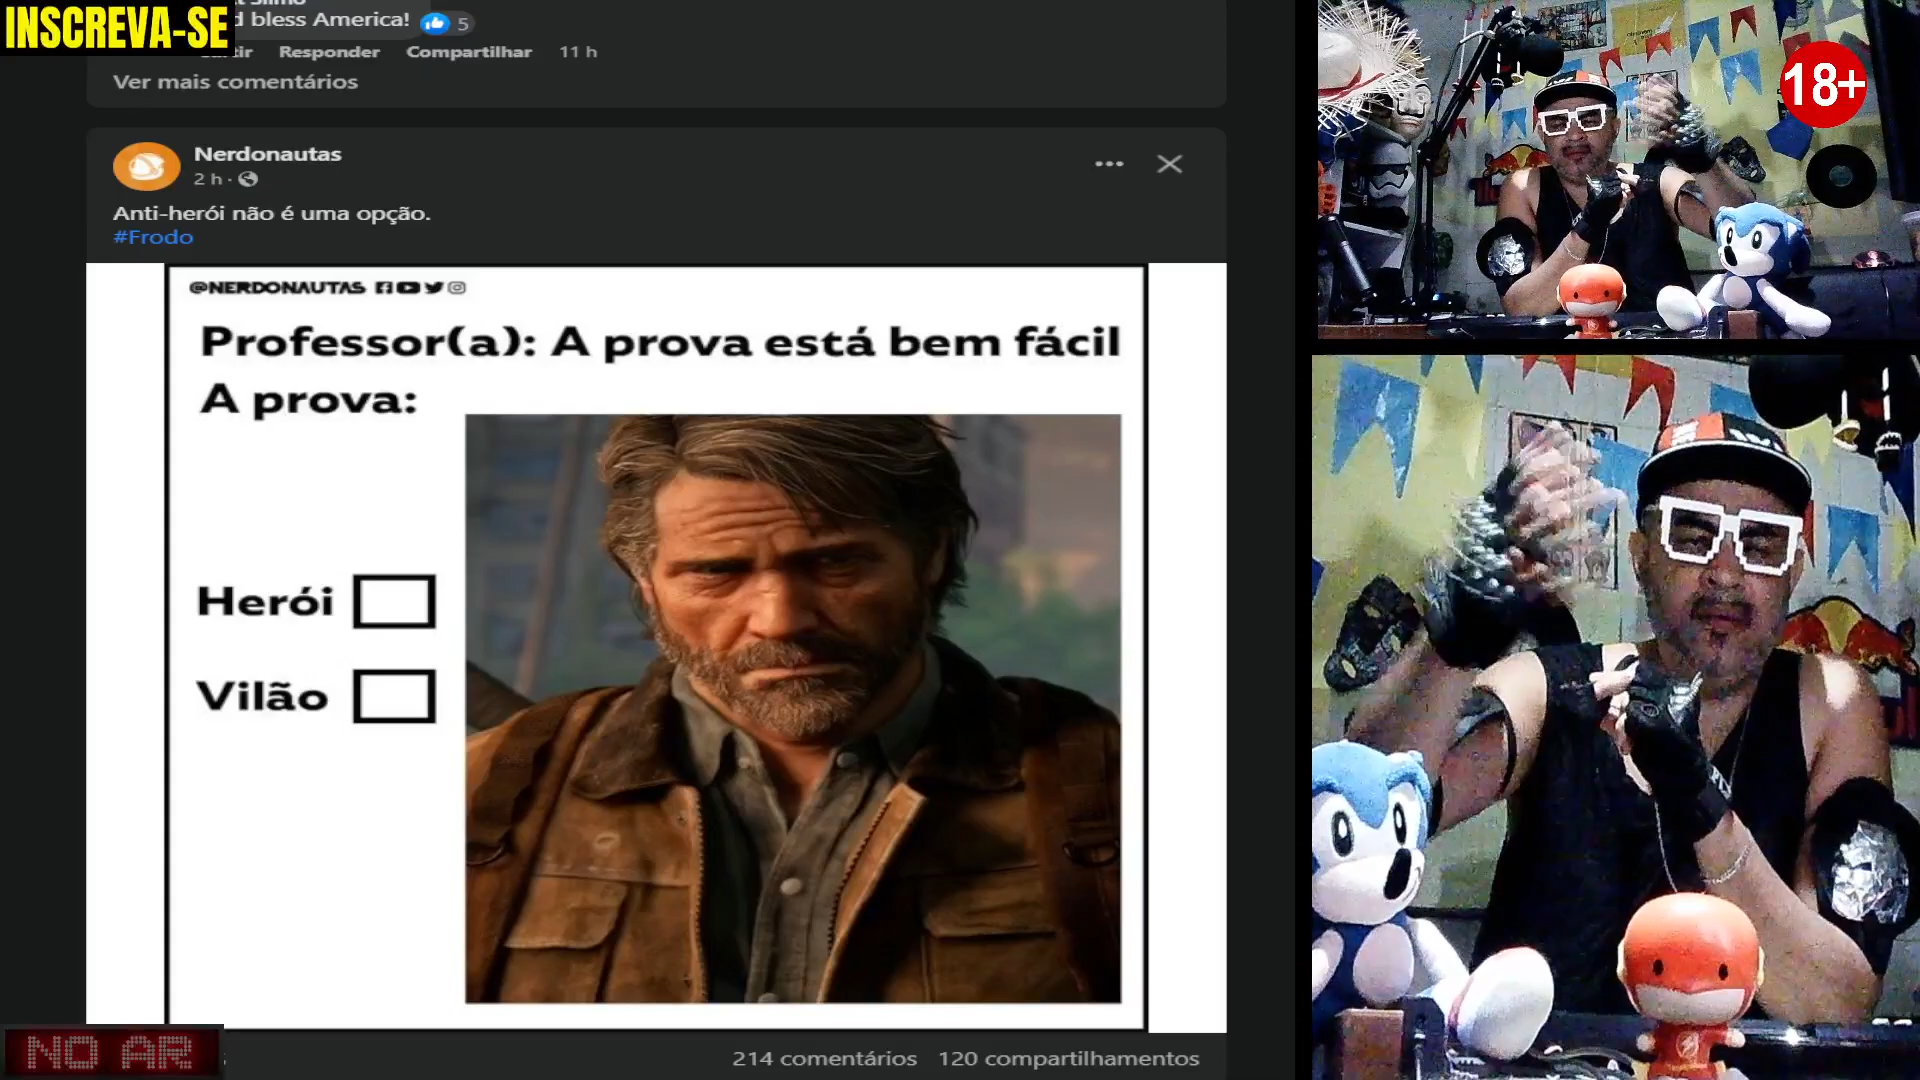 INSCREVA-SE
d bless America! 5
Responder Compartilhar 11 h
Ver mais comentários
Nerdonautas
2 h ·
Anti-herói não é uma opção.
#Frodo
@NERDONAUTAS
Professor(a): A prova está bem fácil
A prova:
Herói
Vilão
214 comentários 120 compartilhamentos
NO AR
18+